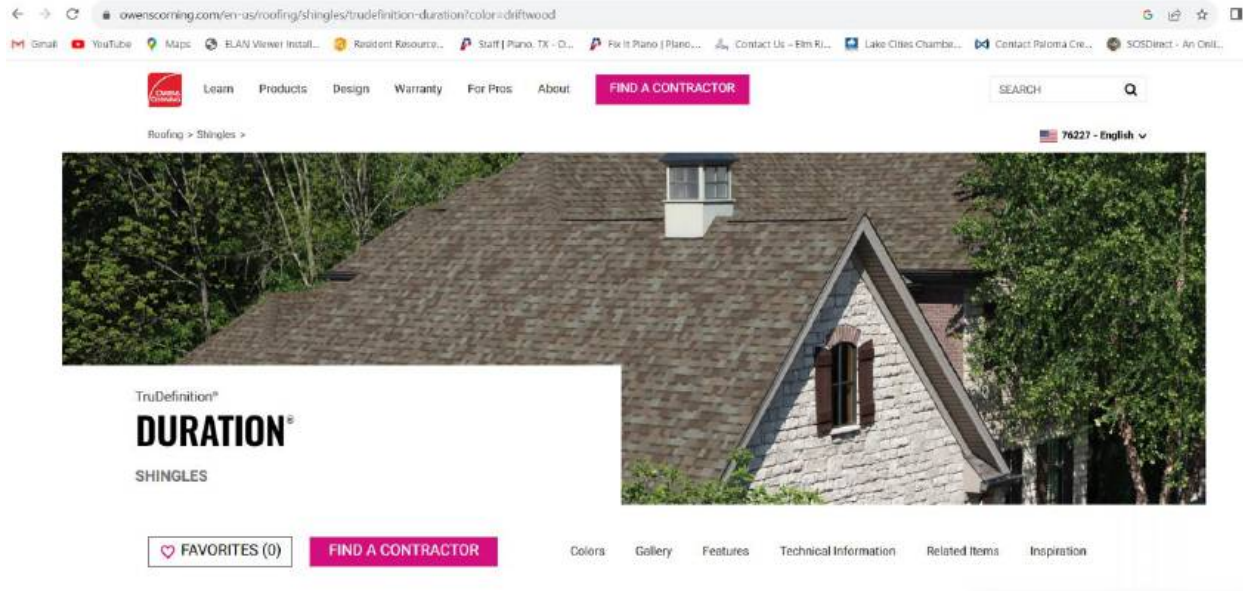 owenscorning.com/en-us/roofing/shingles/trudefinition-duration?color=driftwood
Gmail YouTube Maps ELAN Viewer Install... Resident Resource... Staff | Plano, TX - O... Fix It Plano | Plano,... Contact Us – Elm Ri... Lake Cities Chambe... Contact Paloma Cre... SOSDirect - An Onli...
OWENS CORNING Learn Products Design Warranty For Pros About FIND A CONTRACTOR SEARCH
Roofing > Shingles > 76227 - English
TruDefinition®
DURATION®
SHINGLES
FAVORITES (0) FIND A CONTRACTOR Colors Gallery Features Technical Information Related Items Inspiration